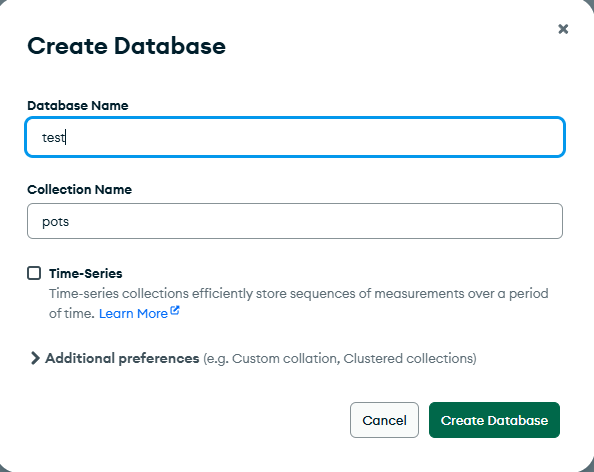 Create Database
Database Name
test
Collection Name
pots
Time-Series
Time-series collections efficiently store sequences of measurements over a period
of time. Learn More
Additional preferences (e.g. Custom collation, Clustered collections)
Cancel Create Database